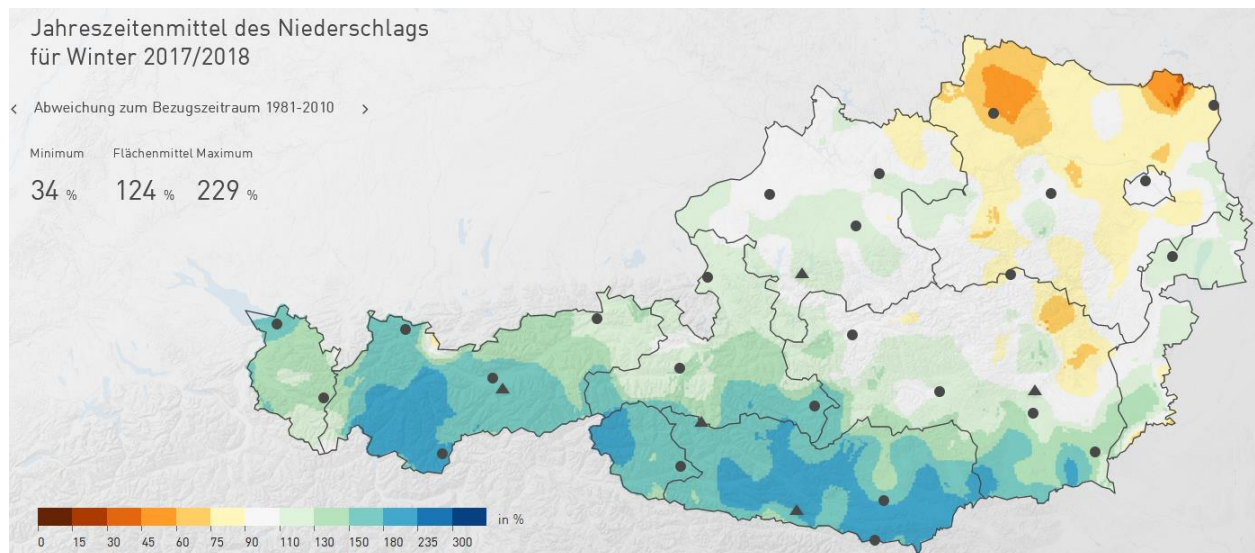 Jahreszeitenmittel des Niederschlags
für Winter 2017/2018
< Abweichung zum Bezugszeitraum 1981-2010 >
Minimum Flächenmittel Maximum
34 % 124 % 229 %
in %
0 15 30 45 60 75 90 110 130 150 180 235 300